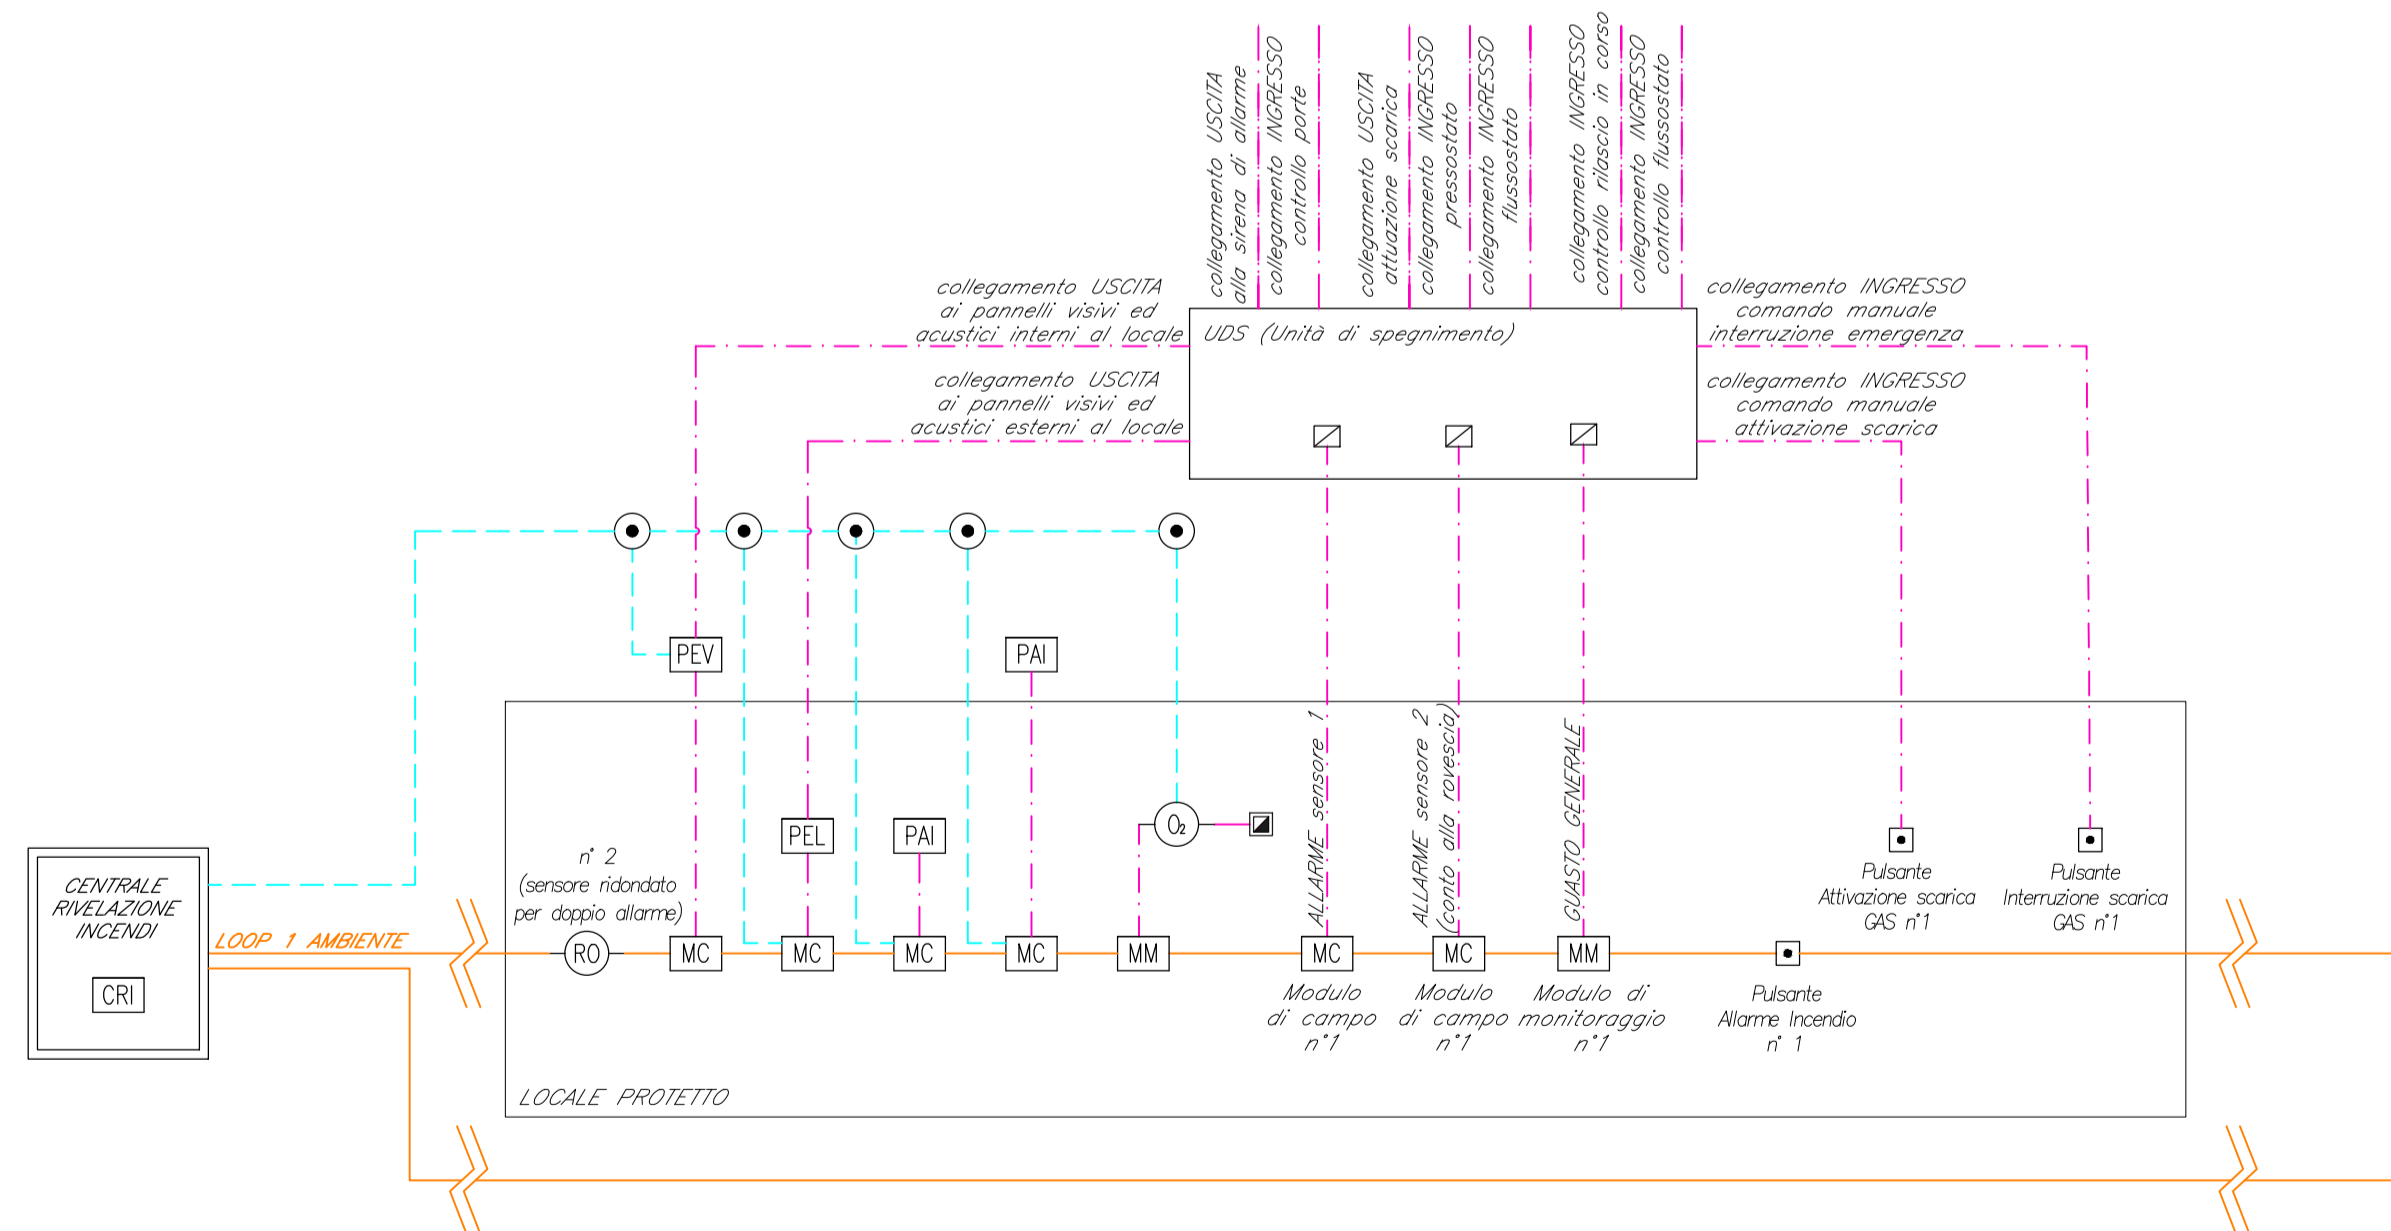 collegamento USCITA
alla sirena di allarme
collegamento INGRESSO
controllo porte
collegamento USCITA
attuazione scarica
collegamento INGRESSO
pressostato
collegamento INGRESSO
flussostato
collegamento INGRESSO
controllo rilascio in corso
collegamento INGRESSO
controllo flussostato
collegamento USCITA
ai pannelli visivi ed
acustici interni al locale
UDS (Unità di spegnimento)
collegamento INGRESSO
comando manuale
interruzione emergenza
collegamento USCITA
ai pannelli visivi ed
acustici esterni al locale
collegamento INGRESSO
comando manuale
attivazione scarica
PEV
PAI
ALLARME sensore 1
ALLARME sensore 2
(conto alla rovescia)
GUASTO GENERALE
PEL
PAI
O₂
n° 2
(sensore ridondato
per doppio allarme)
Pulsante
Attivazione scarica
GAS n°1
Pulsante
Interruzione scarica
GAS n°1
CENTRALE
RIVELAZIONE
INCENDI
CRI
LOOP 1 AMBIENTE
RO
MC
MC
MC
MC
MM
MC
MC
MM
Modulo
di campo
n°1
Modulo
di campo
n°1
Modulo di
monitoraggio
n°1
Pulsante
Allarme Incendio
n° 1
LOCALE PROTETTO